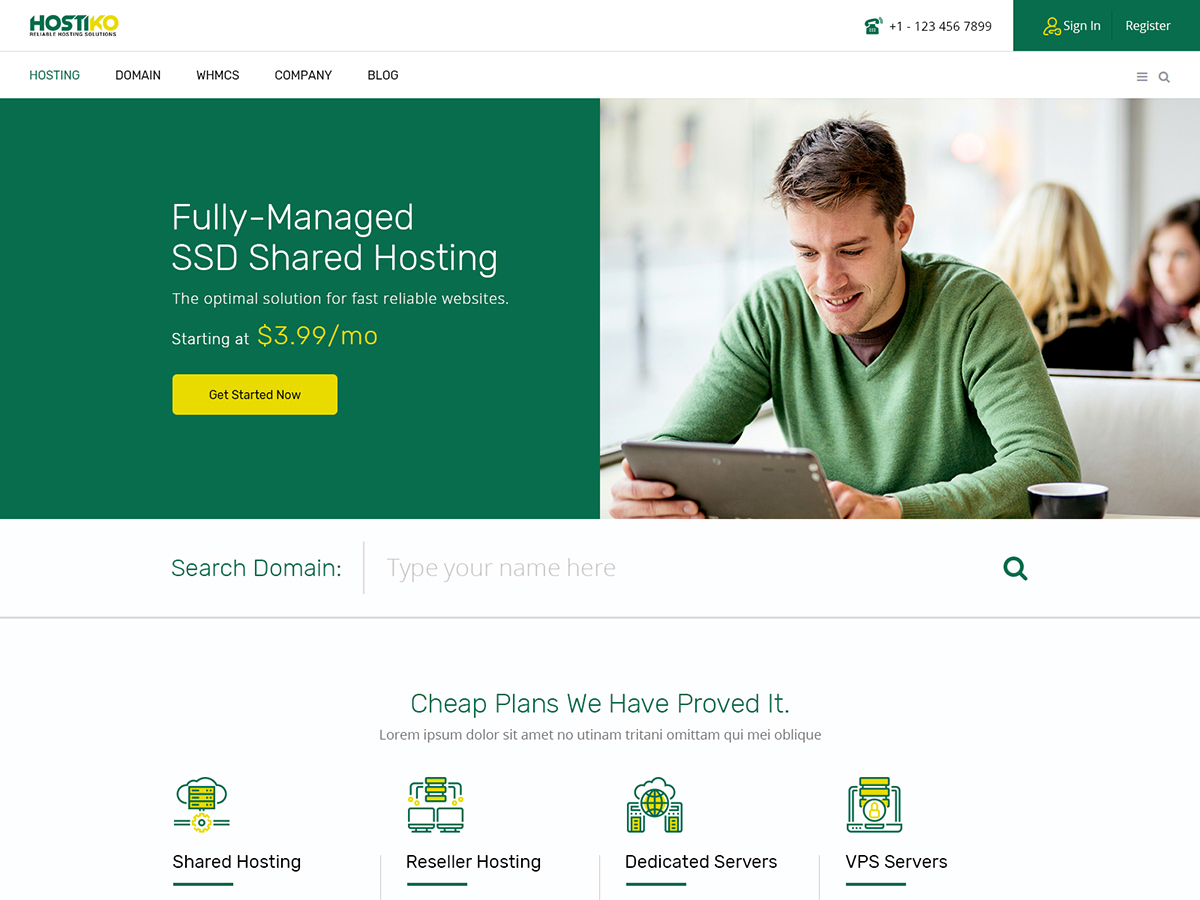 HOSTIKO
RELIABLE HOSTING SOLUTIONS
+1 - 123 456 7899
Sign In
Register
HOSTING
DOMAIN
WHMCS
COMPANY
BLOG
Fully-Managed
SSD Shared Hosting
The optimal solution for fast reliable websites.
Starting at $3.99/mo
Get Started Now
Search Domain:
Type your name here
Cheap Plans We Have Proved It.
Lorem ipsum dolor sit amet no utinam tritani omittam qui mei oblique
Shared Hosting
Reseller Hosting
Dedicated Servers
VPS Servers